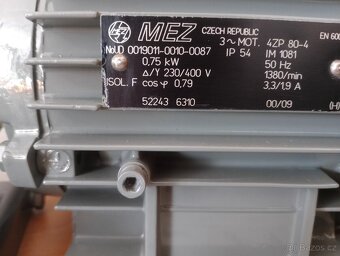 MEZ CZECH REPUBLIC EN 600
3~MOT. 4ZP 80-4
No.UD 0019011-0010-0087 IP 54 IM 1081
0,75 kW 50 Hz
Δ/Y 230/400 V 1380/min
ISOL. F cos φ 0,79 3,3/1,9 A
52243 6310 00/09